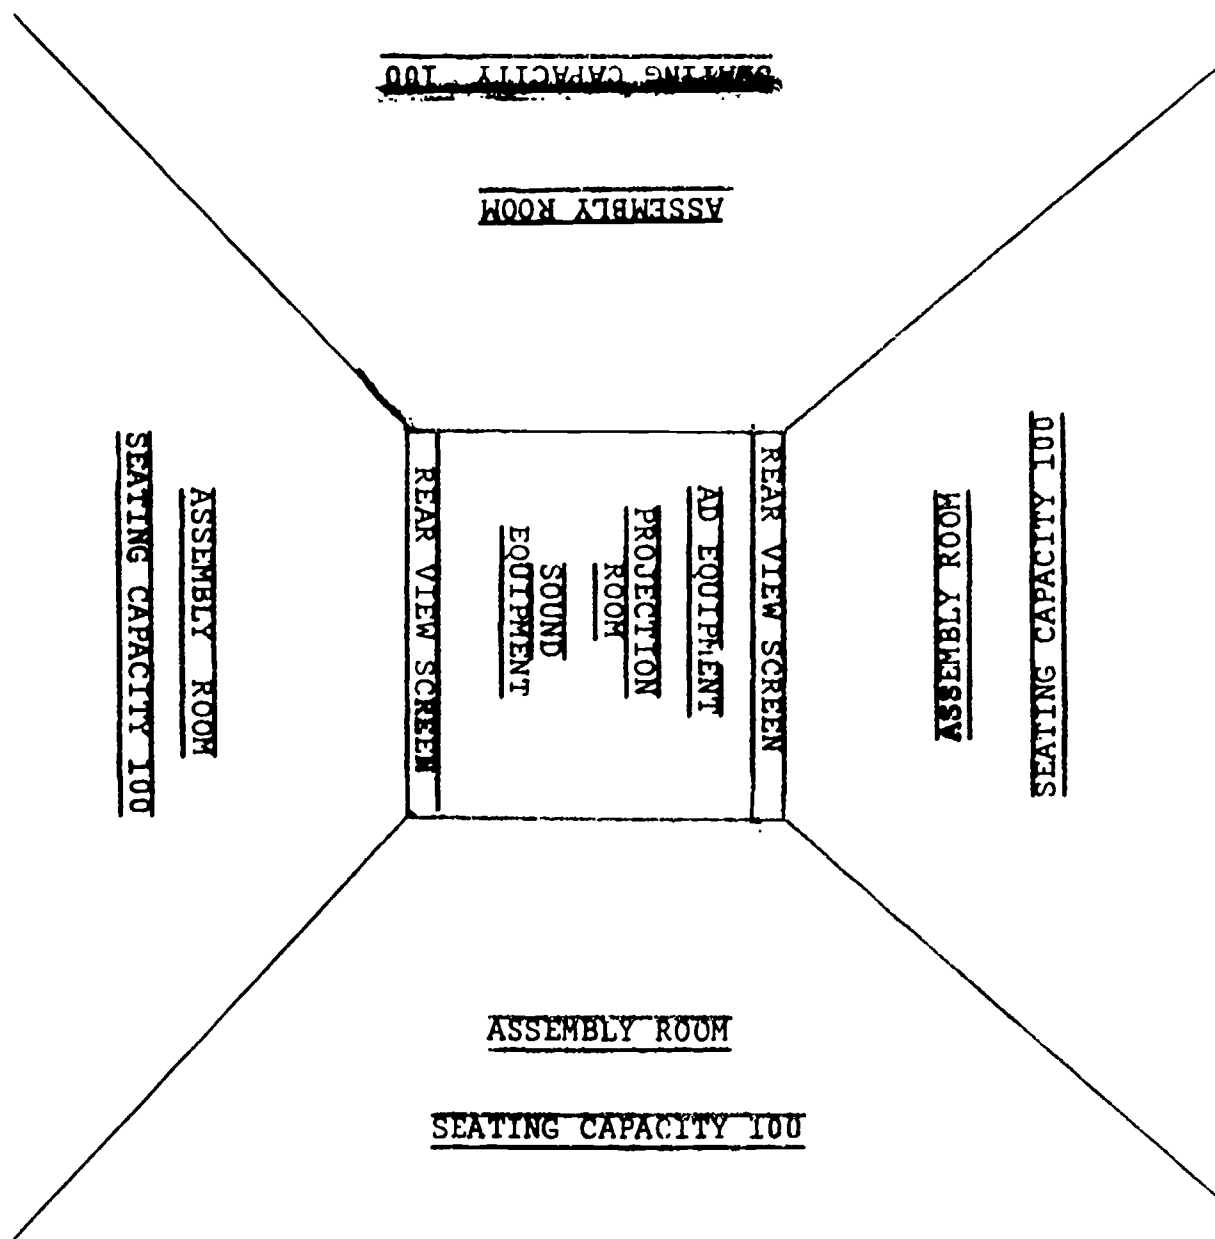 SEATING CAPACITY 100
ASSEMBLY ROOM
SEATING CAPACITY 100
ASSEMBLY ROOM
REAR VIEW SCREEN
AD EQUIPMENT
PROJECTION
ROOM
SOUND
EQUIPMENT
REAR VIEW SCREEN
ASSEMBLY ROOM
SEATING CAPACITY 100
ASSEMBLY ROOM
SEATING CAPACITY 100